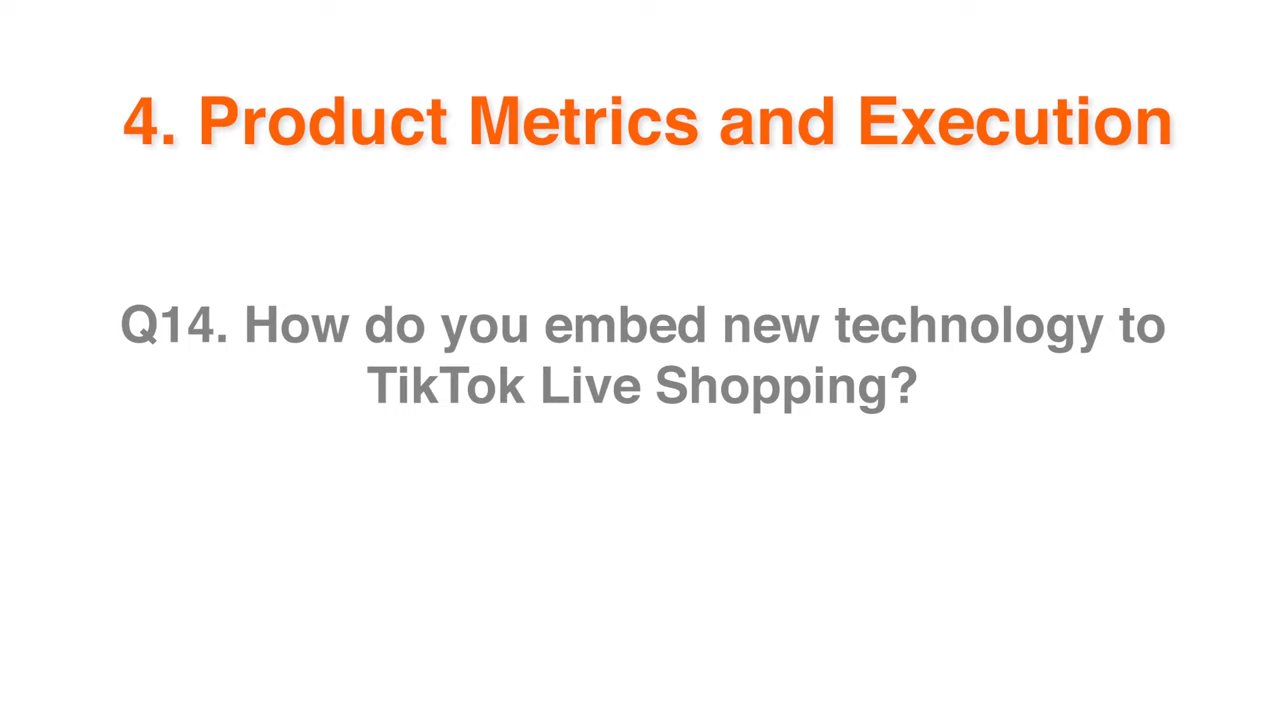 4. Product Metrics and Execution
Q14. How do you embed new technology to
TikTok Live Shopping?